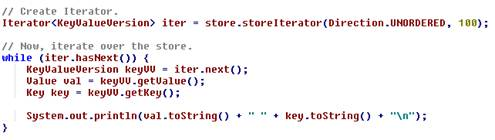 // Create Iterator.
Iterator<KeyValueVersion> iter = store.storeIterator(Direction.UNORDERED, 100);
// Now, iterate over the store.
while (iter.hasNext()) {
KeyValueVersion keyVV = iter.next();
Value val = keyVV.getValue();
Key key = keyVV.getKey();
System.out.println(val.toString() + " " + key.toString() + "\n");
}